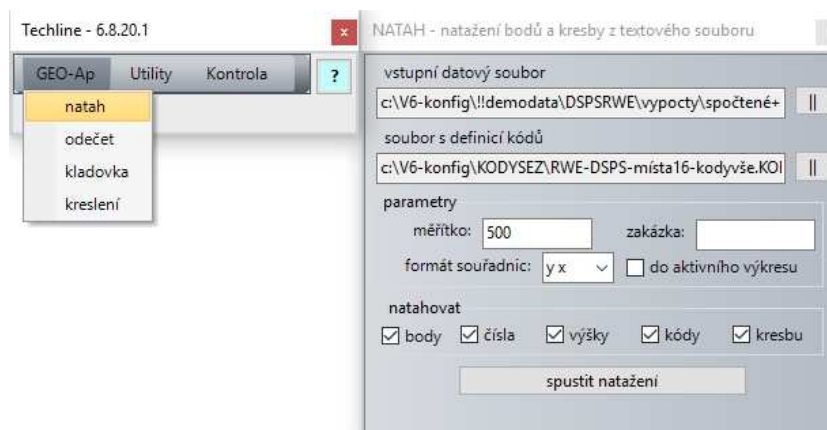 Techline - 6.8.20.1
x
GEO-Ap Utility Kontrola ?
natah
odečet
kladovka
kreslení
NATAH - natažení bodů a kresby z textového souboru
vstupní datový soubor
c:\V6-konfig\!!demodata\DSPSRWE\vypocty\spočtené+ ||
soubor s definicí kódů
c:\V6-konfig\KODYSEZ\RWE-DSPS-místa16-kodyvše.KOI ||
parametry
měřítko: 500 zakázka:
formát souřadnic: y x do aktivního výkresu
natahovat
body čísla výšky kódy kresbu
spustit natažení